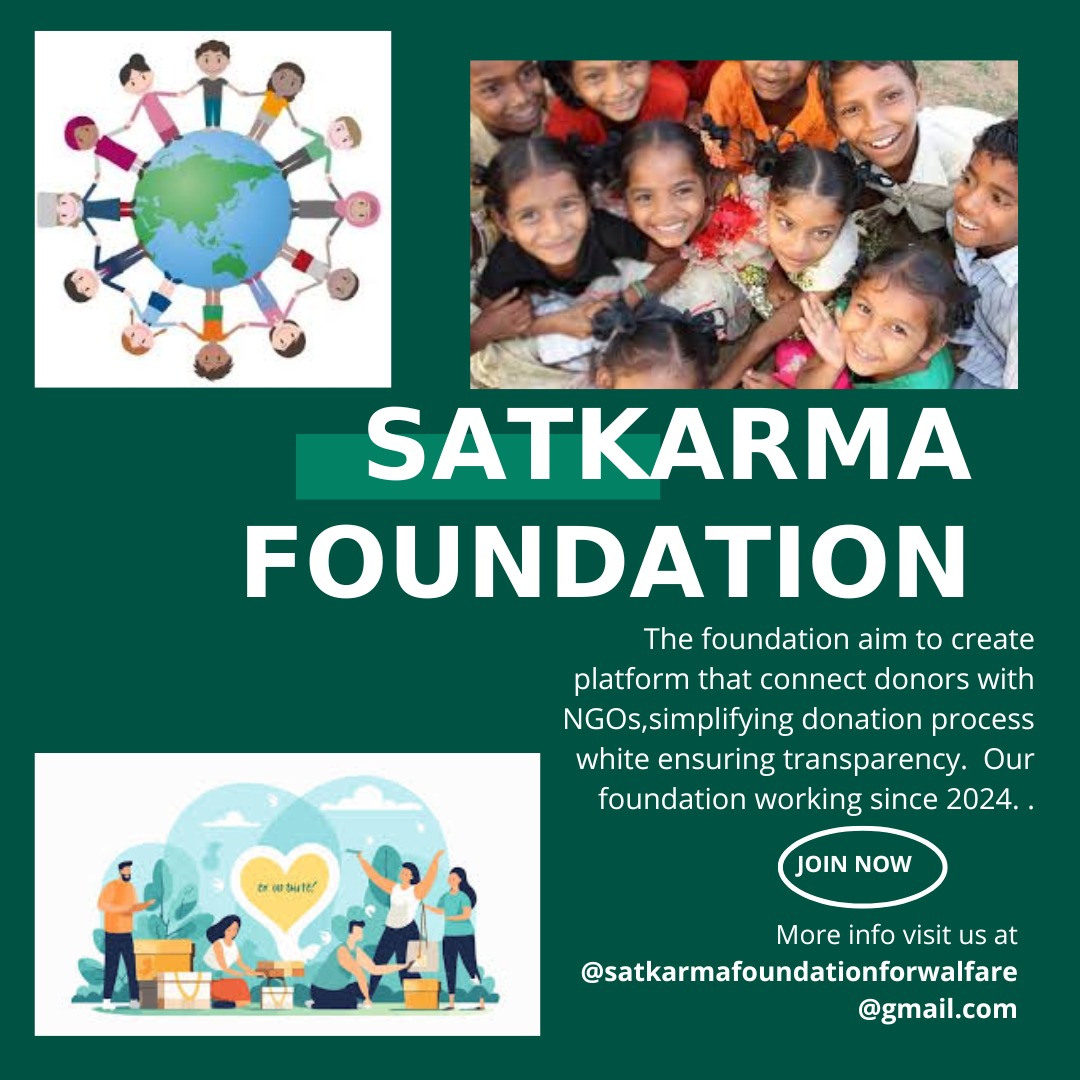 SATKARMA
FOUNDATION
The foundation aim to create
platform that connect donors with
NGOs,simplifying donation process
white ensuring transparency.  Our
foundation working since 2024. .
JOIN NOW
More info visit us at
@satkarmafoundationforwalfare
@gmail.com